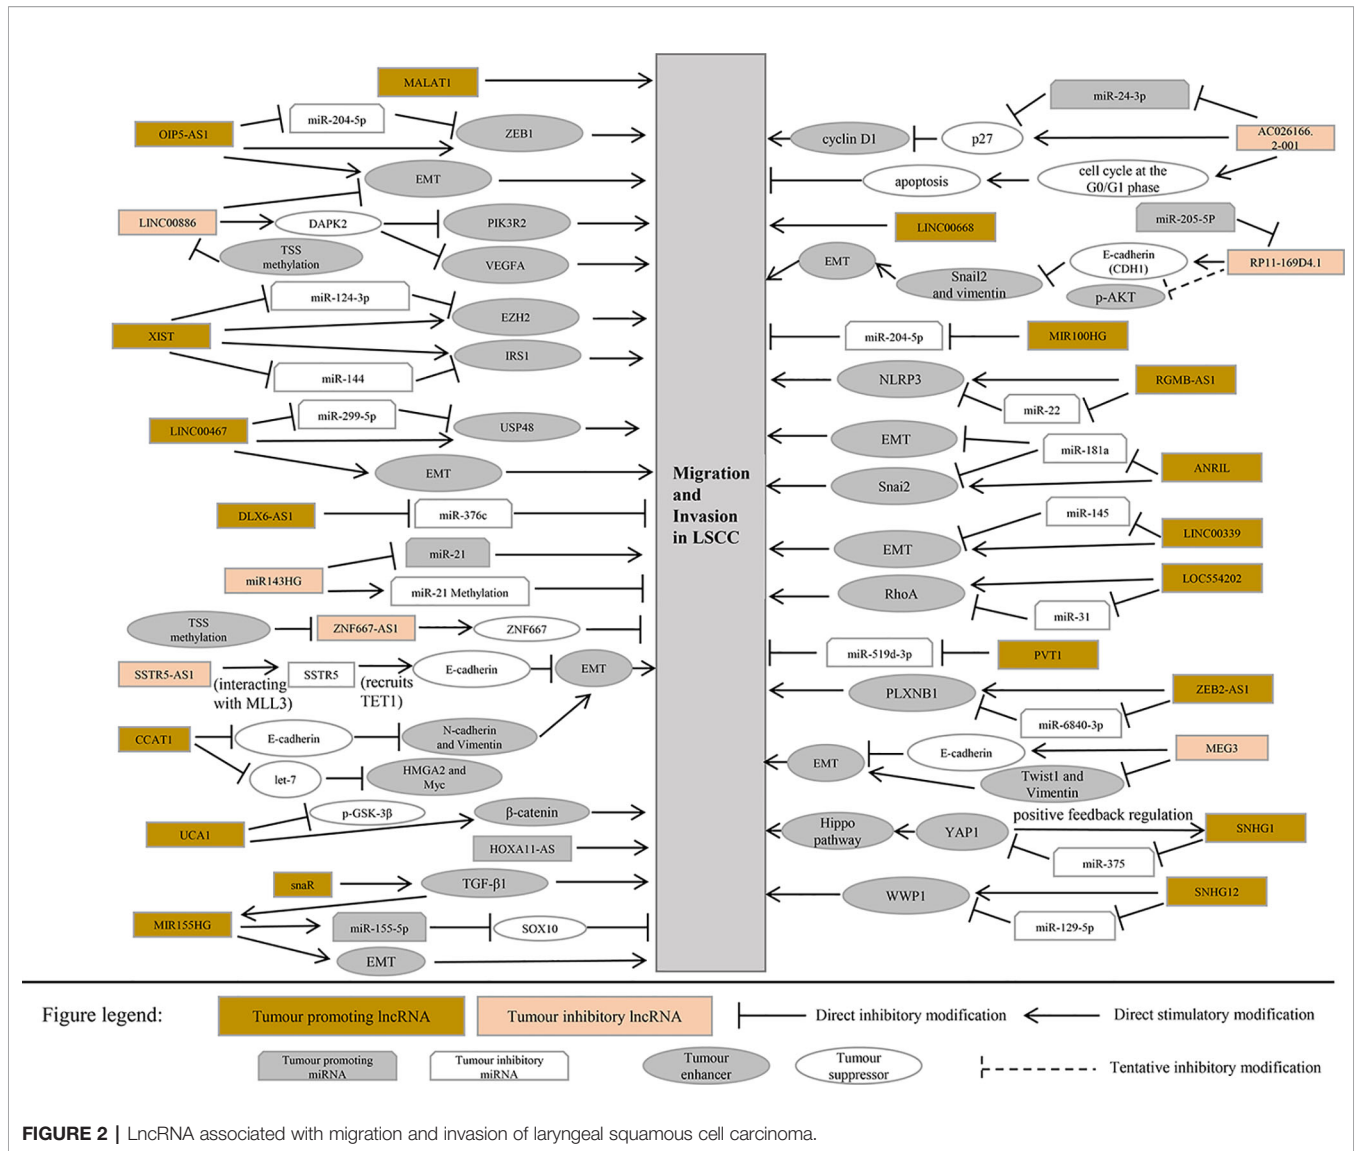 MALAT1
OIP5-AS1
miR-204-5p
ZEB1
EMT
LINC00886
DAPK2
PIK3R2
TSS
methylation
VEGFA
XIST
miR-124-3p
EZH2
IRS1
miR-144
LINC00467
miR-299-5p
USP48
EMT
DLX6-AS1
miR-376c
miR143HG
miR-21
miR-21 Methylation
TSS
methylation
ZNF667-AS1
ZNF667
SSTR5-AS1
(interacting
with MLL3)
SSTR5
(recruits
TET1)
E-cadherin
EMT
CCAT1
E-cadherin
N-cadherin
and Vimentin
let-7
HMGA2 and
Myc
UCA1
p-GSK-3β
β-catenin
HOXA11-AS
snaR
TGF-β1
MIR155HG
miR-155-5p
SOX10
EMT
Migration
and
Invasion
in LSCC
miR-24-3p
cyclin D1
p27
AC026166.
2-001
apoptosis
cell cycle at the
G0/G1 phase
LINC00668
miR-205-5P
EMT
Snail2
and vimentin
E-cadherin
(CDH1)
p-AKT
RP11-169D4.1
miR-204-5p
MIR100HG
NLRP3
miR-22
RGMB-AS1
EMT
miR-181a
Snai2
ANRIL
miR-145
EMT
LINC00339
RhoA
miR-31
LOC554202
miR-519d-3p
PVT1
PLXNB1
miR-6840-3p
ZEB2-AS1
E-cadherin
MEG3
EMT
Twist1 and
Vimentin
positive feedback regulation
Hippo
pathway
YAP1
SNHG1
miR-375
WWP1
SNHG12
miR-129-5p
Figure legend:
Tumour promoting lncRNA
Tumour inhibitory lncRNA
Direct inhibitory modification
Direct stimulatory modification
Tumour promoting
miRNA
Tumour inhibitory
miRNA
Tumour
enhancer
Tumour
suppressor
Tentative inhibitory modification
FIGURE 2 | LncRNA associated with migration and invasion of laryngeal squamous cell carcinoma.